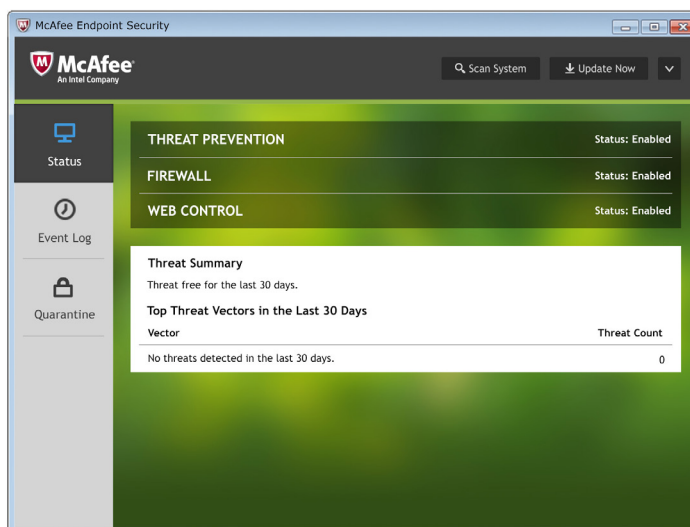 McAfee Endpoint Security
McAfee
An Intel Company
Scan System
Update Now
Status
THREAT PREVENTION Status: Enabled
FIREWALL Status: Enabled
WEB CONTROL Status: Enabled
Event Log
Quarantine
Threat Summary
Threat free for the last 30 days.
Top Threat Vectors in the Last 30 Days
Vector Threat Count
No threats detected in the last 30 days. 0